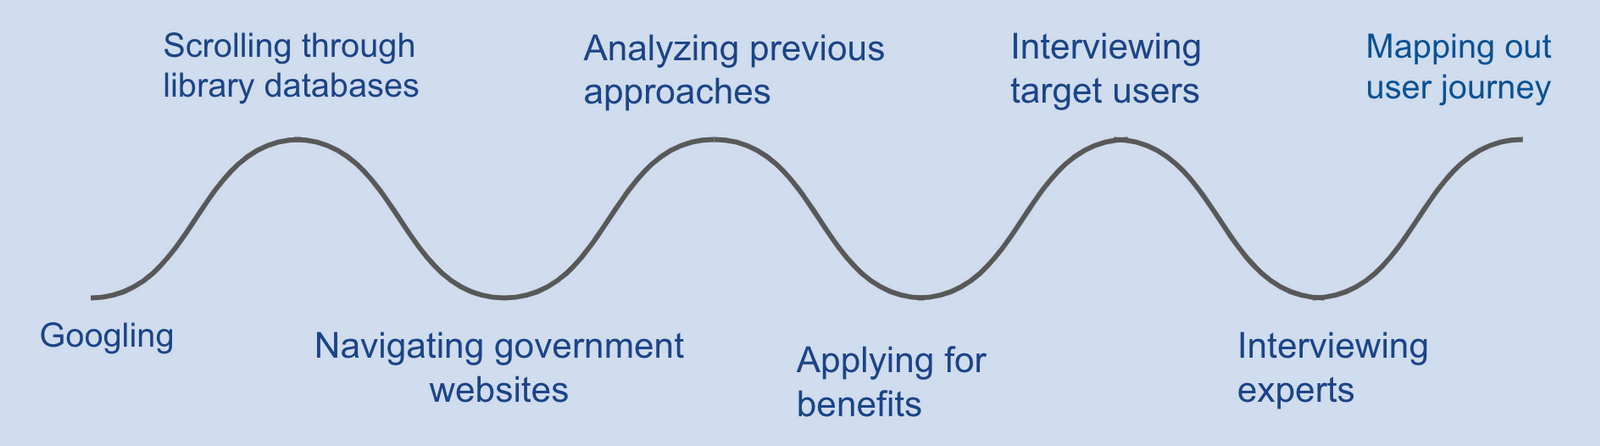 Scrolling through
library databases
Analyzing previous
approaches
Interviewing
target users
Mapping out
user journey
Googling
Navigating government
websites
Applying for
benefits
Interviewing
experts